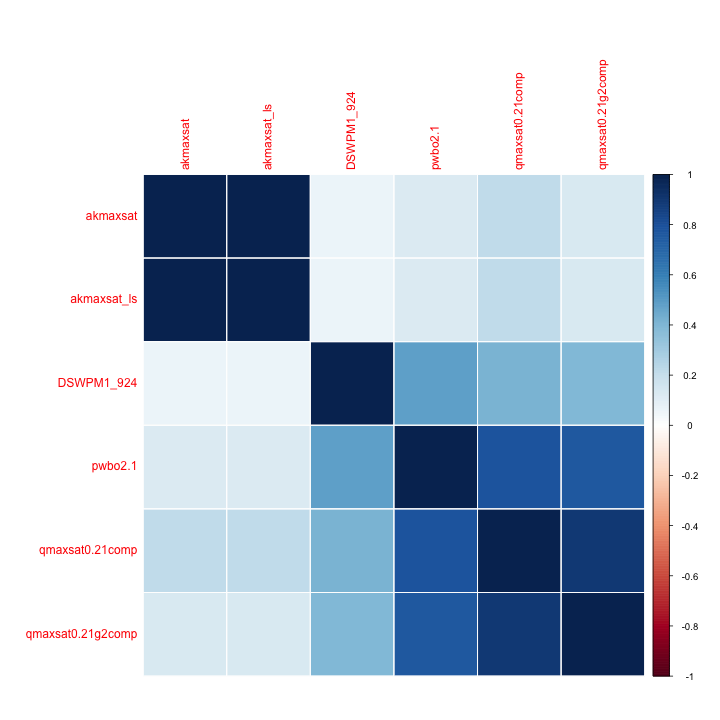 akmaxsat
akmaxsat_ls
DSWPM1_924
pwbo2.1
qmaxsat0.21comp
qmaxsat0.21g2comp
akmaxsat
akmaxsat_ls
DSWPM1_924
pwbo2.1
qmaxsat0.21comp
qmaxsat0.21g2comp
1
0.8
0.6
0.4
0.2
0
-0.2
-0.4
-0.6
-0.8
-1